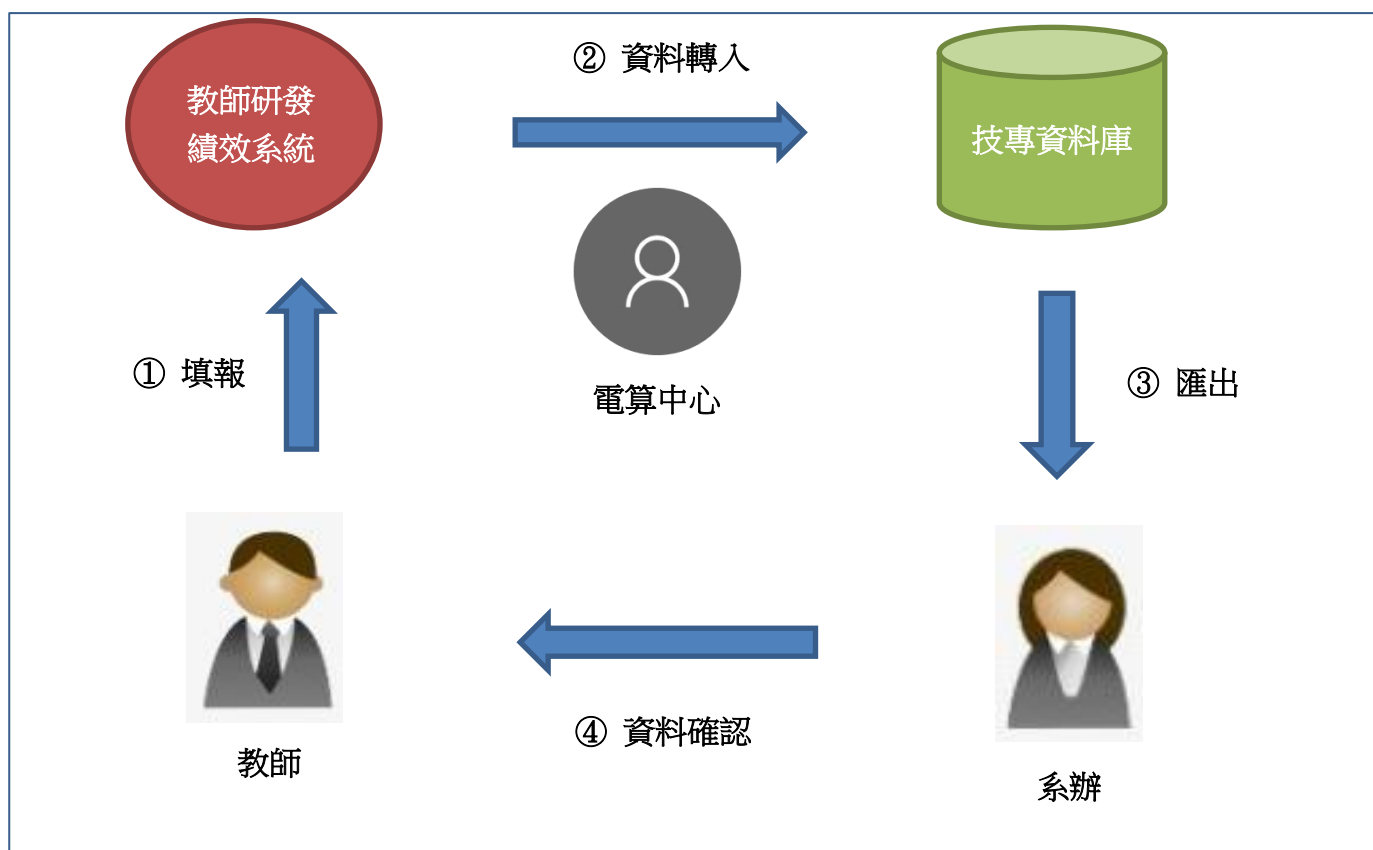 ② 資料轉入
教師研發
績效系統
技專資料庫
① 填報
電算中心
③ 匯出
④ 資料確認
教師
系辦